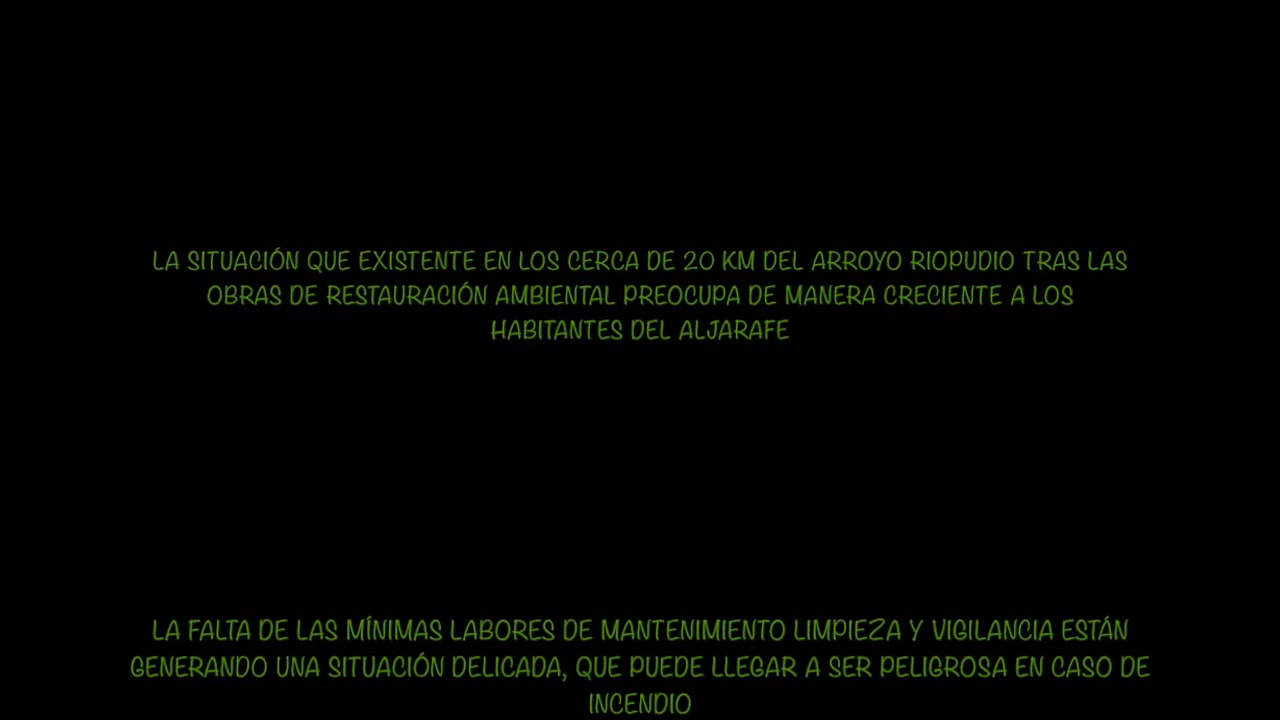 LA SITUACIÓN QUE EXISTENTE EN LOS CERCA DE 20 KM DEL ARROYO RIOPUDIO TRAS LAS
OBRAS DE RESTAURACIÓN AMBIENTAL PREOCUPA DE MANERA CRECIENTE A LOS
HABITANTES DEL ALJARAFE
LA FALTA DE LAS MÍNIMAS LABORES DE MANTENIMIENTO LIMPIEZA Y VIGILANCIA ESTÁN
GENERANDO UNA SITUACIÓN DELICADA, QUE PUEDE LLEGAR A SER PELIGROSA EN CASO DE
INCENDIO